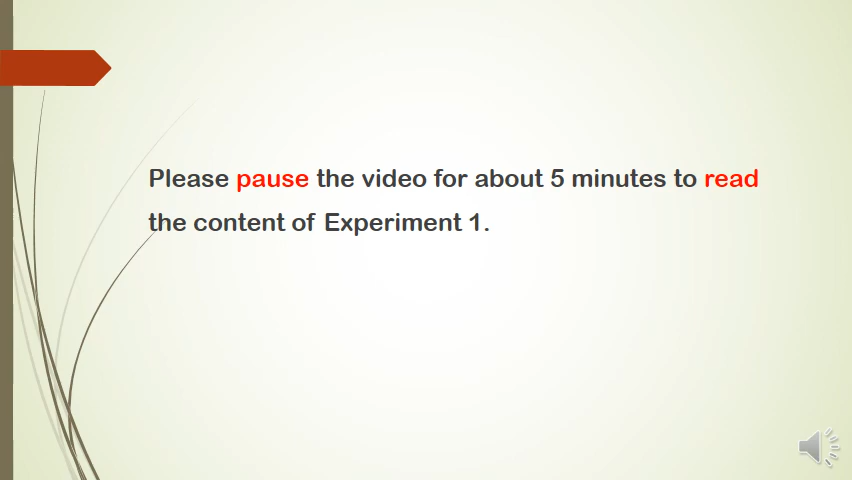 Please pause the video for about 5 minutes to read
the content of Experiment 1.